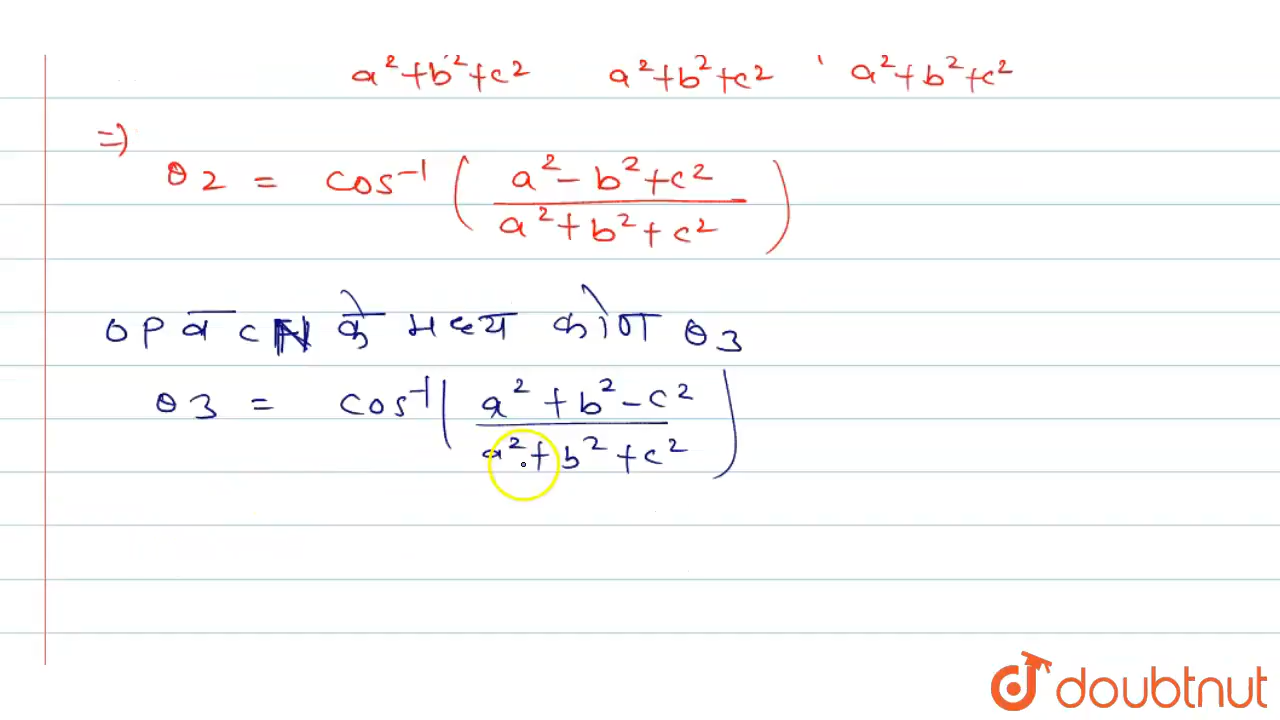 a²+b²+c² a²+b²+c² ' a²+b²+c²
=>
θ2 = cos⁻¹ ( a²-b²+c² / a²+b²+c² )
OP व CN के मध्य कोण θ3
θ3 = cos⁻¹ ( a²+b²-c² / a²+b²+c² )
doubtnut